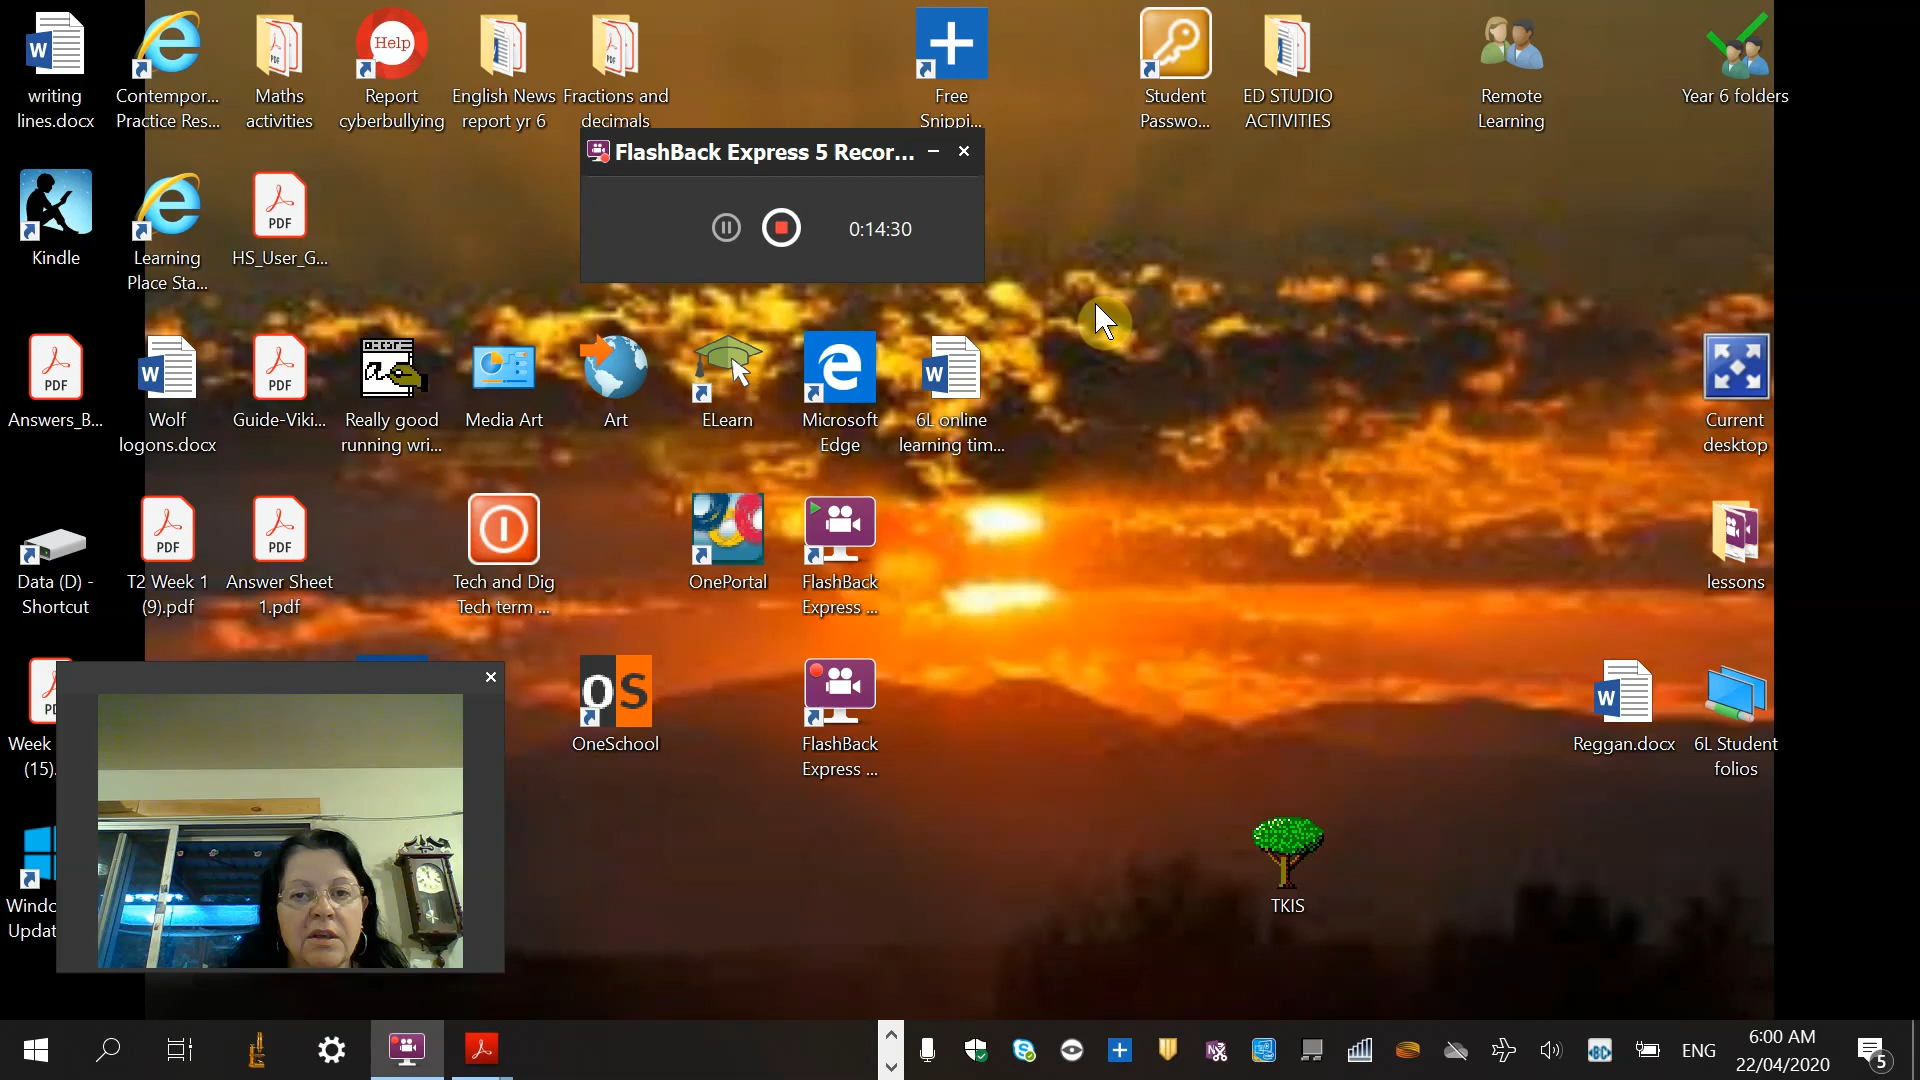 writing
lines.docx
Contempor...
Practice Res...
Maths
activities
Help
Report
cyberbullying
English News
report yr 6
Fractions and
decimals
Free
Snippi...
Student
Passwo...
ED STUDIO
ACTIVITIES
Remote
Learning
Year 6 folders
FlashBack Express 5 Recor...
0:14:30
Kindle
Learning
Place Sta...
PDF
HS_User_G...
PDF
Answers_B...
Wolf
logons.docx
PDF
Guide-Viki...
Really good
running wri...
Media Art
Art
ELearn
Microsoft
Edge
6L online
learning tim...
Current
desktop
Data (D) -
Shortcut
PDF
T2 Week 1
(9).pdf
PDF
Answer Sheet
1.pdf
Tech and Dig
Tech term ...
OnePortal
FlashBack
Express ...
lessons
Week
(15).
OS
OneSchool
FlashBack
Express ...
Reggan.docx
6L Student
folios
Windo
Updat
TKIS
ENG
6:00 AM
22/04/2020
5